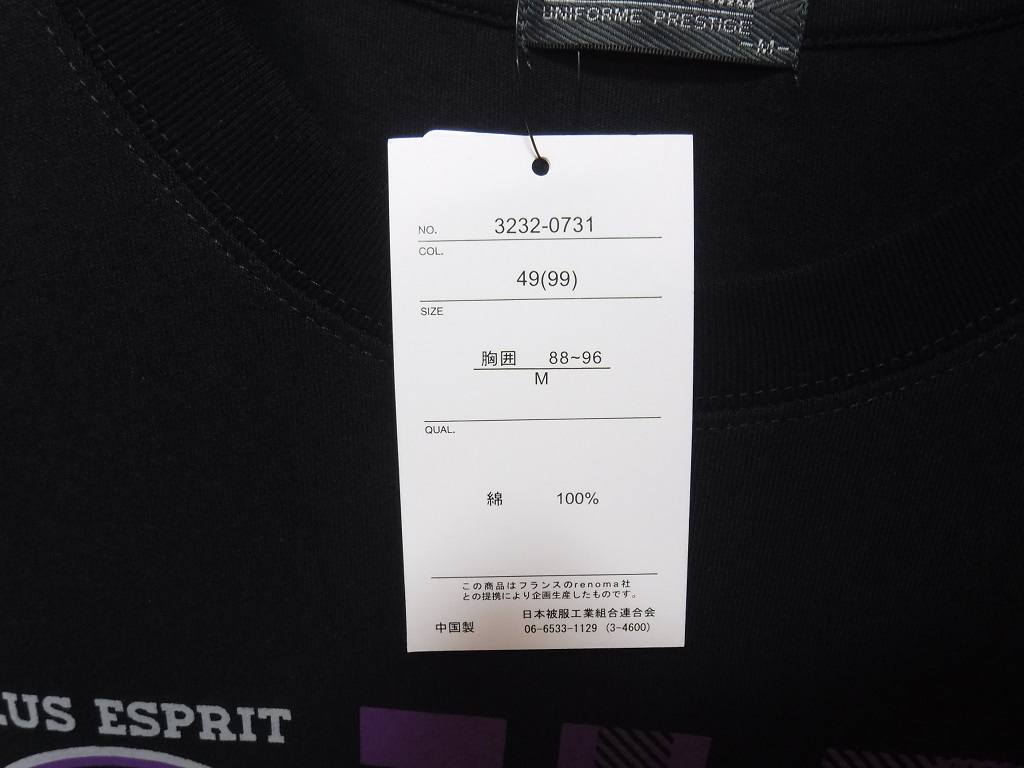 UNIFORME PRESTIGE
-M-
NO. 3232-0731
COL.
49(99)
SIZE
胸囲 88~96
M
QUAL.
綿 100%
この商品はフランスのrenoma社
との提携により企画生産したものです。
日本被服工業組合連合会
中国製 06-6533-1129 (3-4600)
US ESPRIT